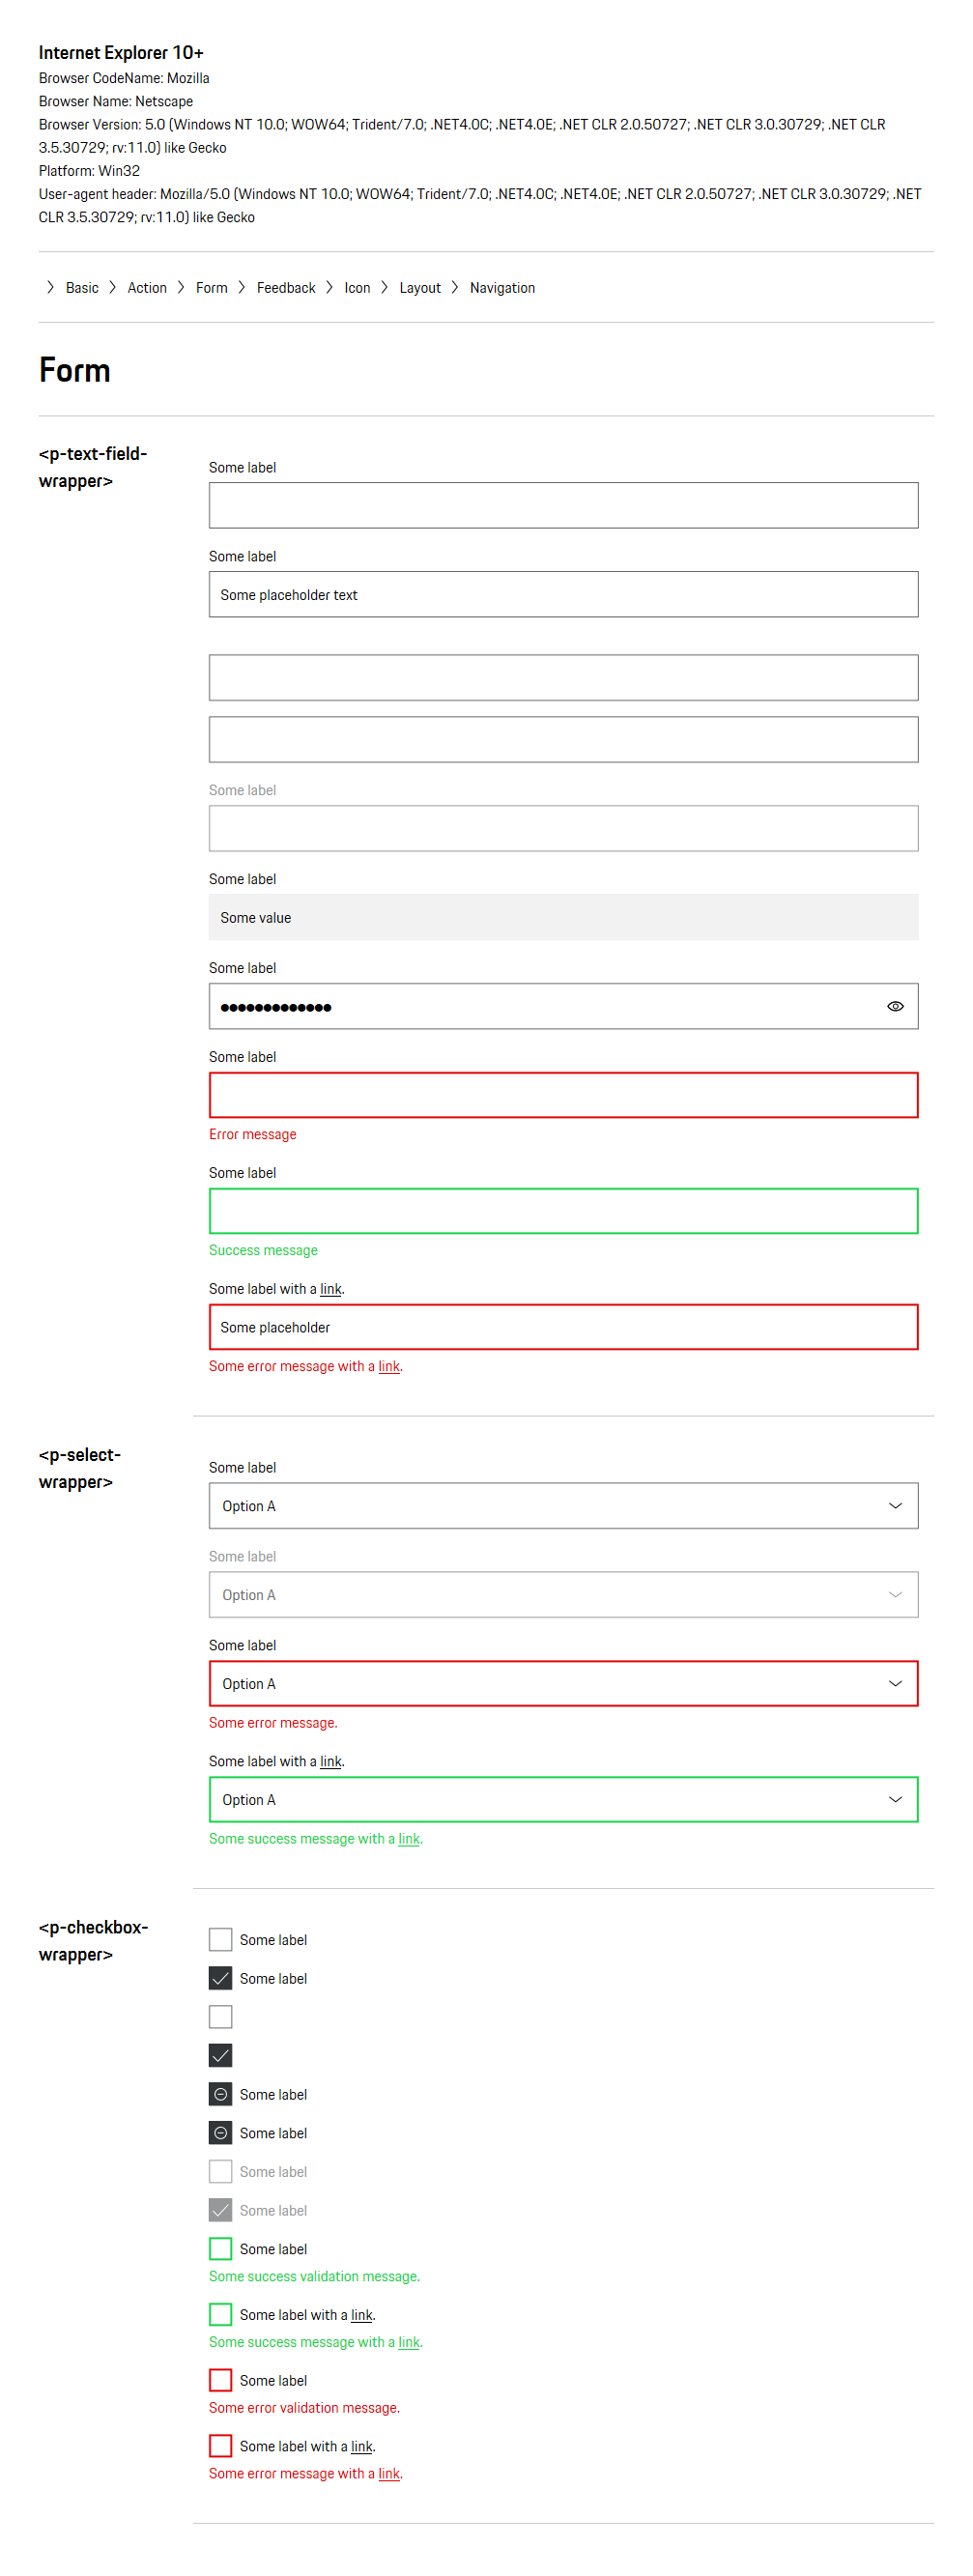 Internet Explorer 10+
Browser CodeName: Mozilla
Browser Name: Netscape
Browser Version: 5.0 (Windows NT 10.0; WOW64; Trident/7.0; .NET4.0C; .NET4.0E; .NET CLR 2.0.50727; .NET CLR 3.0.30729; .NET CLR
3.5.30729; rv:11.0) like Gecko
Platform: Win32
User-agent header: Mozilla/5.0 (Windows NT 10.0; WOW64; Trident/7.0; .NET4.0C; .NET4.0E; .NET CLR 2.0.50727; .NET CLR 3.0.30729; .NET
CLR 3.5.30729; rv:11.0) like Gecko
Basic Action Form Feedback Icon Layout Navigation
Form
<p-text-field-
wrapper>
Some label
Some label
Some placeholder text
Some label
Some label
Some value
Some label
Some label
Error message
Some label
Success message
Some label with a link.
Some placeholder
Some error message with a link.
<p-select-
wrapper>
Some label
Option A
Some label
Option A
Some label
Option A
Some error message.
Some label with a link.
Option A
Some success message with a link.
<p-checkbox-
wrapper>
Some label
Some label
Some label
Some label
Some label
Some label
Some label
Some success validation message.
Some label with a link.
Some success message with a link.
Some label
Some error validation message.
Some label with a link.
Some error message with a link.